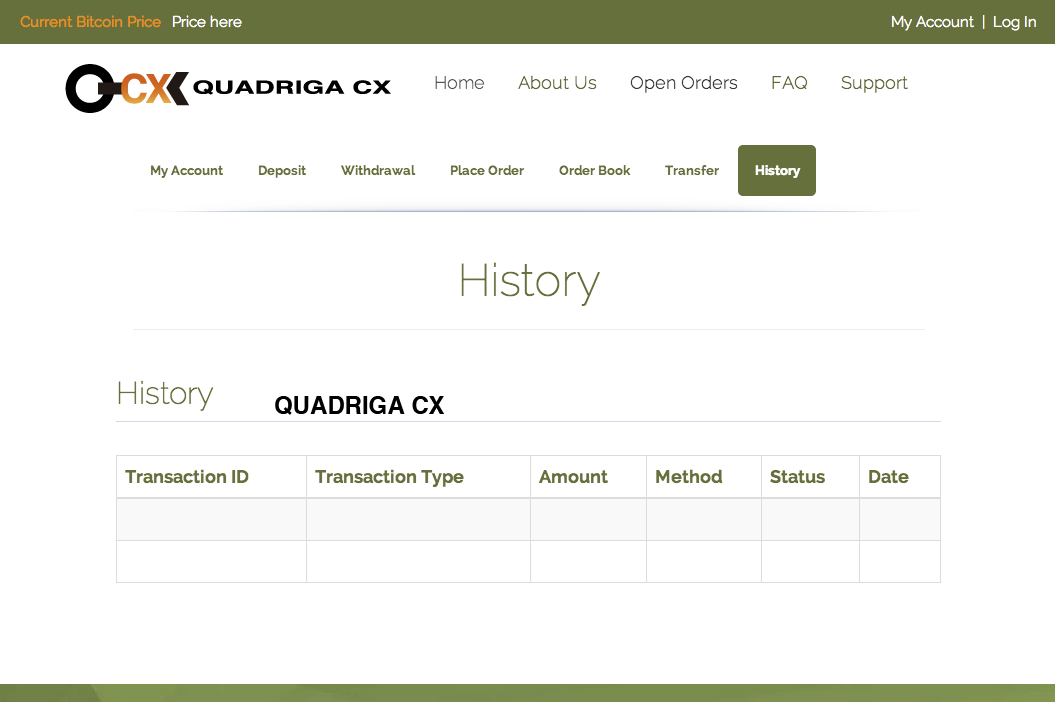 Current Bitcoin Price Price here My Account | Log In
CX QUADRIGA CX Home About Us Open Orders FAQ Support
My Account Deposit Withdrawal Place Order Order Book Transfer History
History
History QUADRIGA CX
Transaction ID Transaction Type Amount Method Status Date